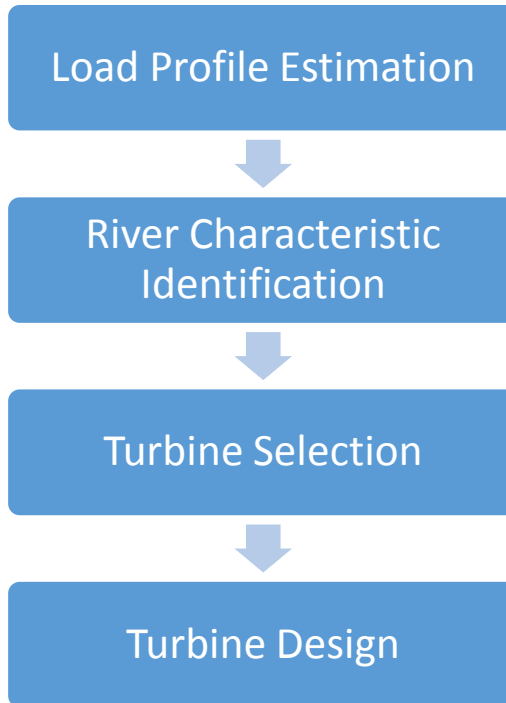 Load Profile Estimation
River Characteristic
Identification
Turbine Selection
Turbine Design